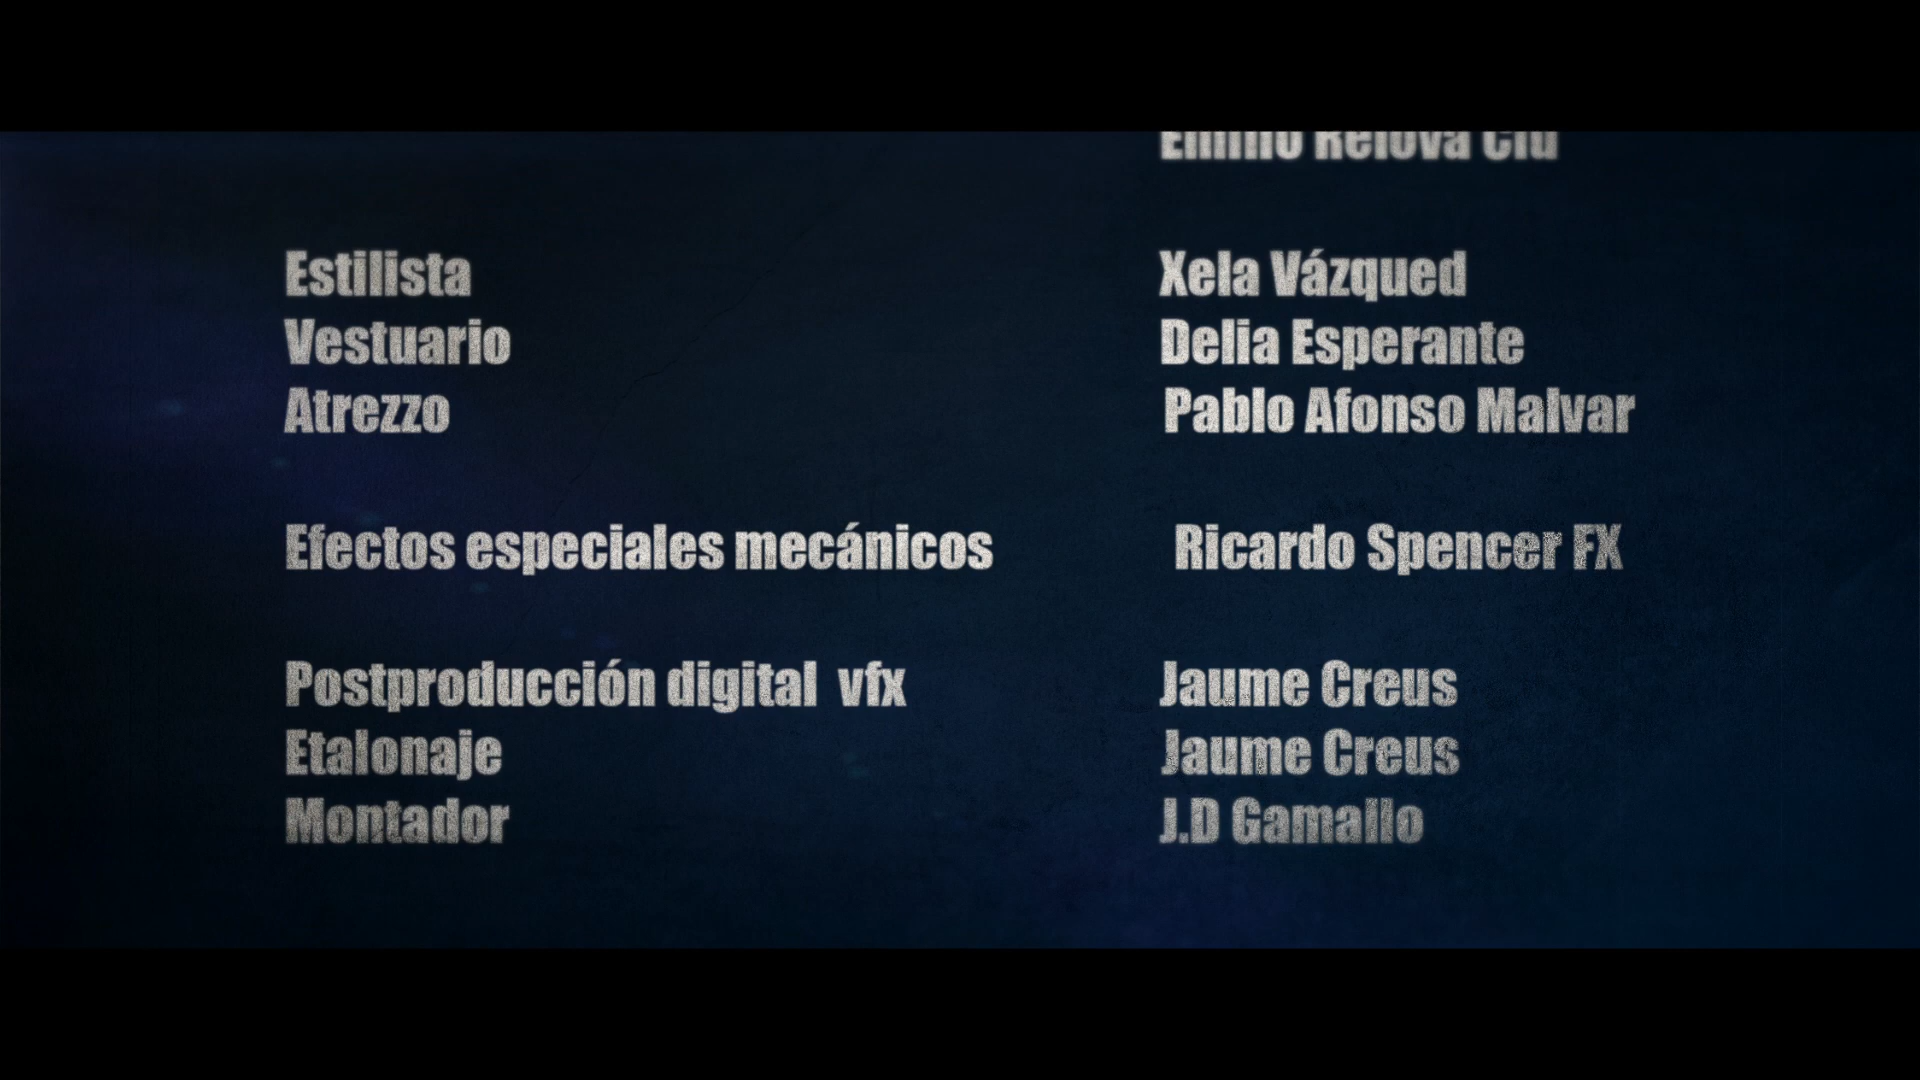 Estilista Xela Vázqued
Vestuario Delia Esperante
Atrezzo Pablo Afonso Malvar
Efectos especiales mecánicos Ricardo Spencer FX
Postproducción digital vfx Jaume Creus
Etalonaje Jaume Creus
Montador J.D Gamallo